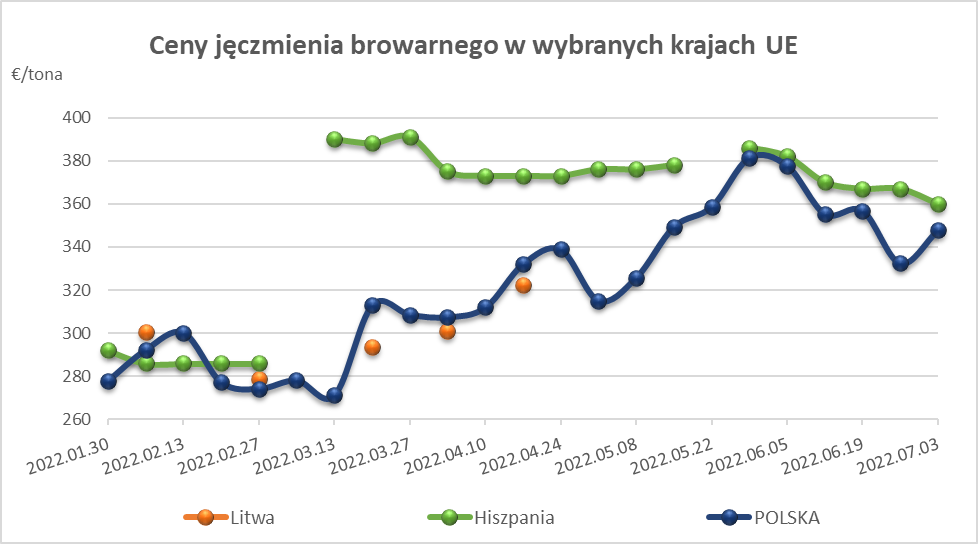 Ceny jęczmienia browarnego w wybranych krajach UE
€/tona
400
380
360
340
320
300
280
260
2022.01.30 2022.02.13 2022.02.27 2022.03.13 2022.03.27 2022.04.10 2022.04.24 2022.05.08 2022.05.22 2022.06.05 2022.06.19 2022.07.03
Litwa Hiszpania POLSKA